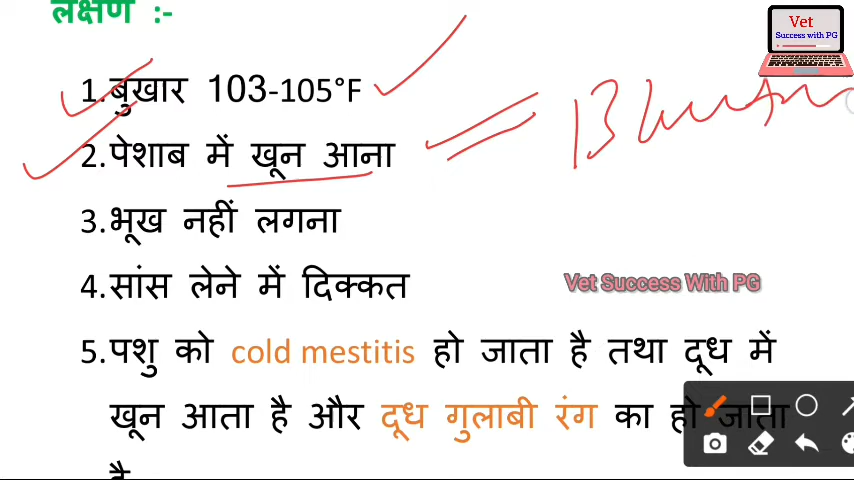 लक्षण :-
Vet
Success with PG
1. बुखार 103-105°F
2. पेशाब में खून आना
3. भूख नहीं लगना
4. सांस लेने में दिक्कत
Vet Success With PG
5. पशु को cold mestitis हो जाता है तथा दूध में
खून आता है और दूध गुलाबी रंग का हो जाता
है